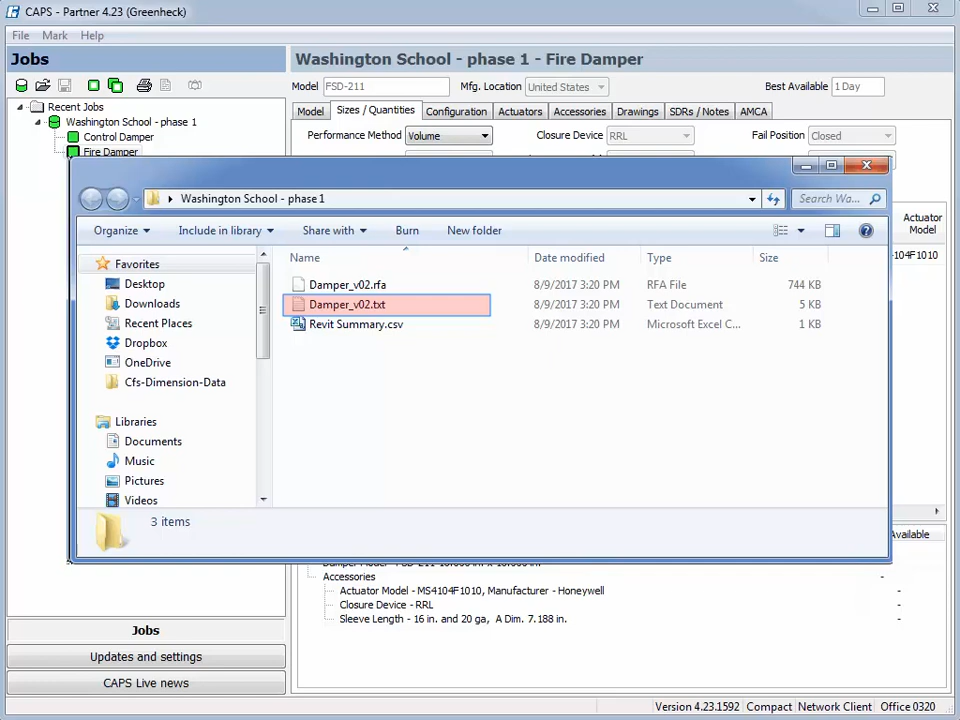 CAPS - Partner 4.23 (Greenheck)
File Mark Help
Jobs
Washington School - phase 1 - Fire Damper
Model FSD-211 Mfg. Location United States Best Available 1 Day
Model Sizes / Quantities Configuration Actuators Accessories Drawings SDRs / Notes AMCA
Recent Jobs
Washington School - phase 1
Control Damper
Fire Damper
Performance Method Volume Closure Device RRL Fail Position Closed
Washington School - phase 1
Search Wa...
Organize Include in library Share with Burn New folder
Name Date modified Type Size
Damper_v02.rfa 8/9/2017 3:20 PM RFA File 744 KB
Damper_v02.txt 8/9/2017 3:20 PM Text Document 5 KB
Revit Summary.csv 8/9/2017 3:20 PM Microsoft Excel C... 1 KB
Favorites
Desktop
Downloads
Recent Places
Dropbox
OneDrive
Cfs-Dimension-Data
Libraries
Documents
Music
Pictures
Videos
3 items
Actuator
Model
104F1010
Available
Accessories -
Actuator Model - MS4104F1010, Manufacturer - Honeywell -
Closure Device - RRL -
Sleeve Length - 16 in. and 20 ga, A Dim. 7.188 in. -
Jobs
Updates and settings
CAPS Live news
Version 4.23.1592 Compact Network Client Office 0320